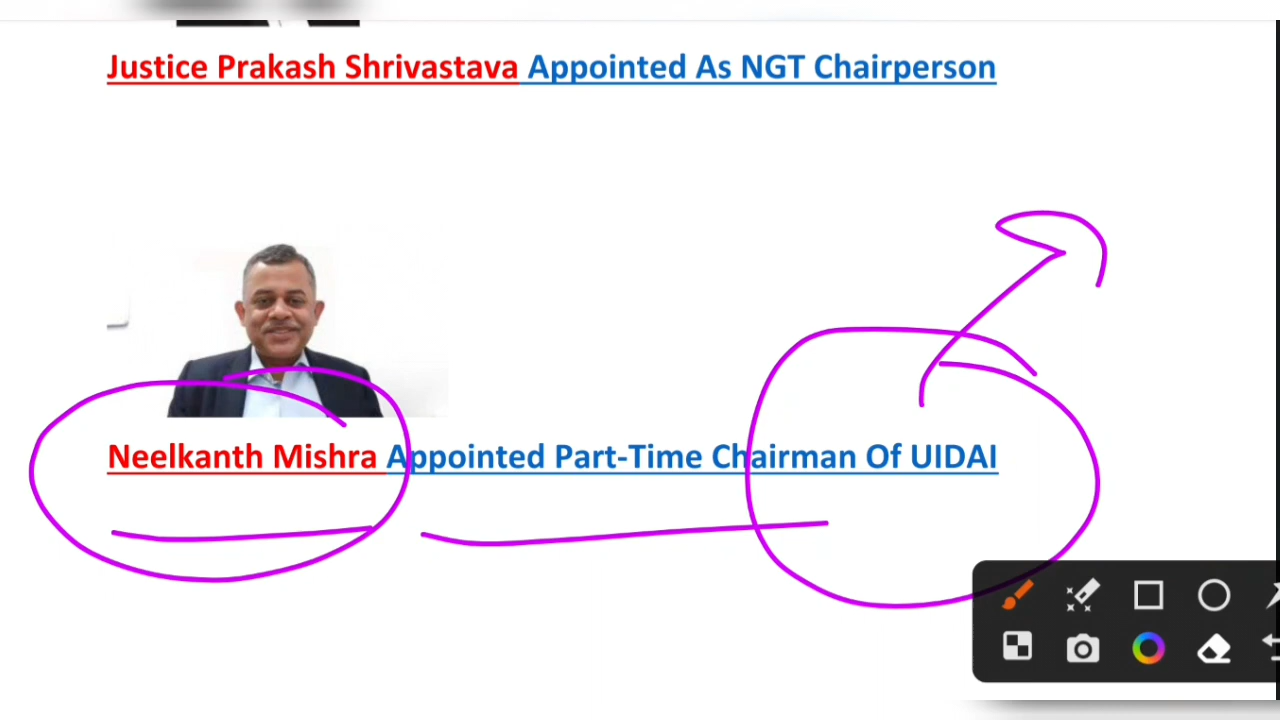 Justice Prakash Shrivastava Appointed As NGT Chairperson
Neelkanth Mishra Appointed Part-Time Chairman Of UIDAI